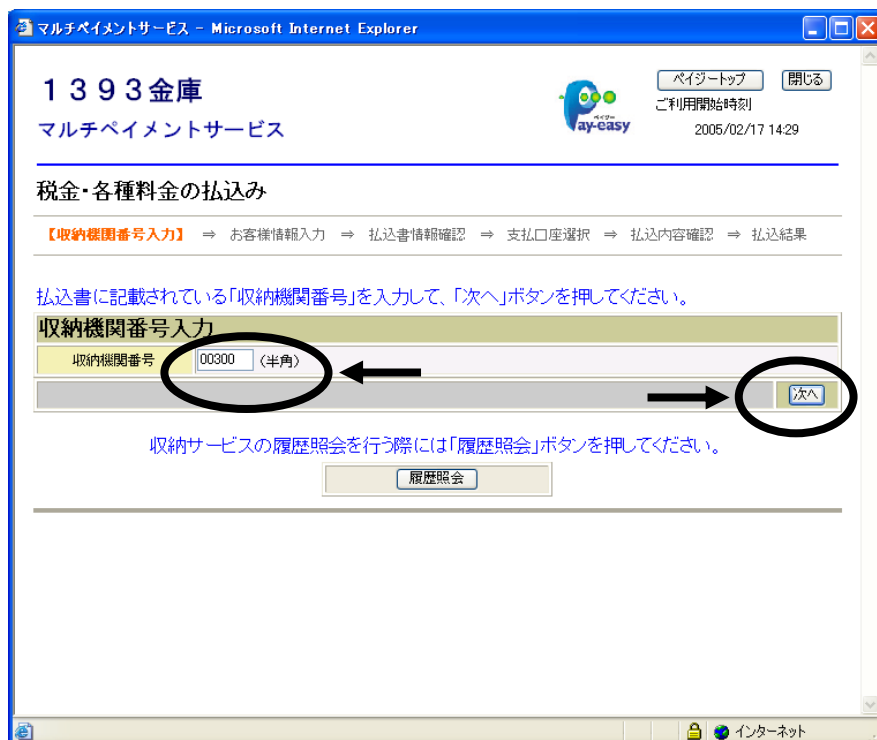 マルチペイメントサービス - Microsoft Internet Explorer
1393金庫
マルチペイメントサービス
ペイジー
Pay-easy
ペイジートップ 閉じる
ご利用開始時刻
2005/02/17 14:29
税金・各種料金の払込み
【収納機関番号入力】 ⇒ お客様情報入力 ⇒ 払込書情報確認 ⇒ 支払口座選択 ⇒ 払込内容確認 ⇒ 払込結果
払込書に記載されている「収納機関番号」を入力して、「次へ」ボタンを押してください。
収納機関番号入力
収納機関番号 00300 (半角)
次へ
収納サービスの履歴照会を行う際には「履歴照会」ボタンを押してください。
履歴照会
インターネット